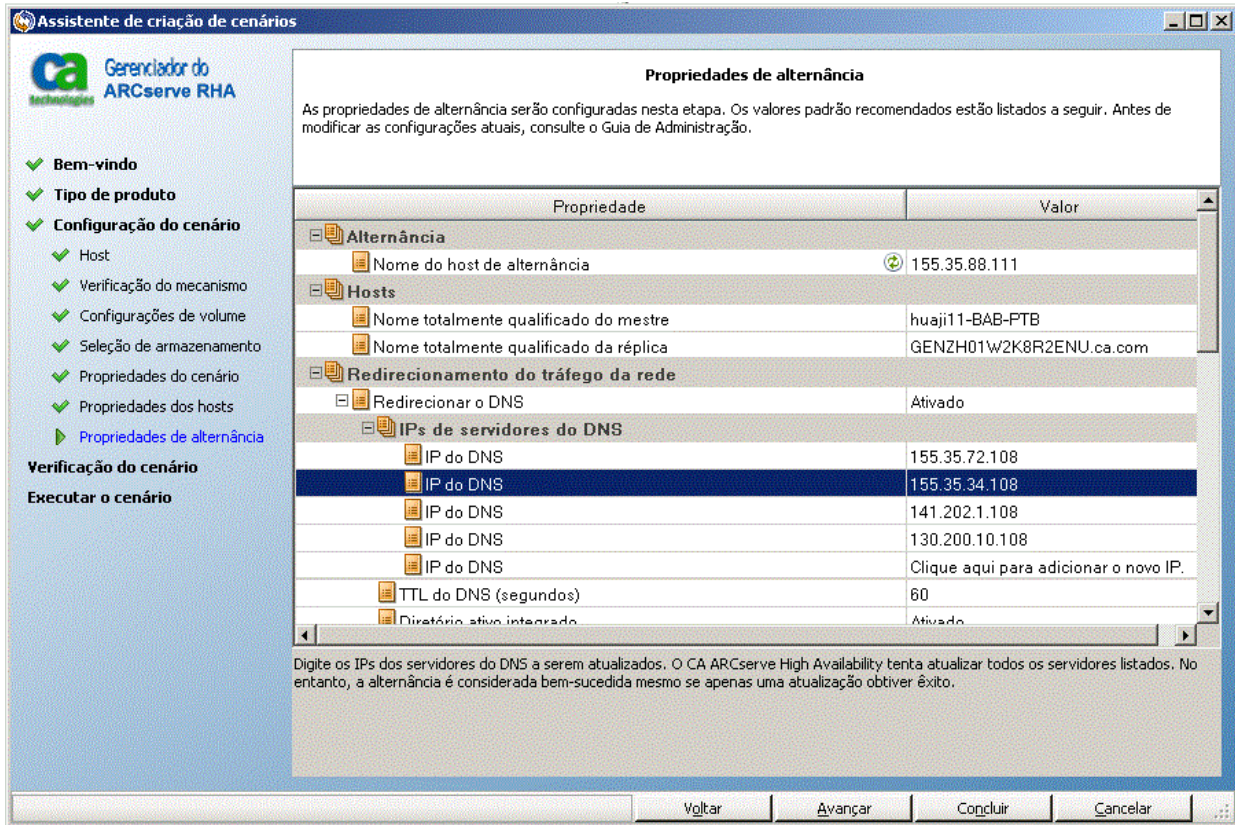 Assistente de criação de cenários
ca
technologies
Gerenciador do
ARCserve RHA
Bem-vindo
Tipo de produto
Configuração do cenário
Host
Verificação do mecanismo
Configurações de volume
Seleção de armazenamento
Propriedades do cenário
Propriedades dos hosts
Propriedades de alternância
Verificação do cenário
Executar o cenário
Propriedades de alternância
As propriedades de alternância serão configuradas nesta etapa. Os valores padrão recomendados estão listados a seguir. Antes de
modificar as configurações atuais, consulte o Guia de Administração.
Propriedade Valor
Alternância
Nome do host de alternância 155.35.88.111
Hosts
Nome totalmente qualificado do mestre huaji11-BAB-PTB
Nome totalmente qualificado da réplica GENZH01W2K8R2ENU.ca.com
Redirecionamento do tráfego da rede
Redirecionar o DNS Ativado
IPs de servidores do DNS
IP do DNS 155.35.72.108
IP do DNS 155.35.34.108
IP do DNS 141.202.1.108
IP do DNS 130.200.10.108
IP do DNS Clique aqui para adicionar o novo IP.
TTL do DNS (segundos) 60
Diretório ativo integrado Ativado
Digite os IPs dos servidores do DNS a serem atualizados. O CA ARCserve High Availability tenta atualizar todos os servidores listados. No
entanto, a alternância é considerada bem-sucedida mesmo se apenas uma atualização obtiver êxito.
Voltar Avançar Concluir Cancelar